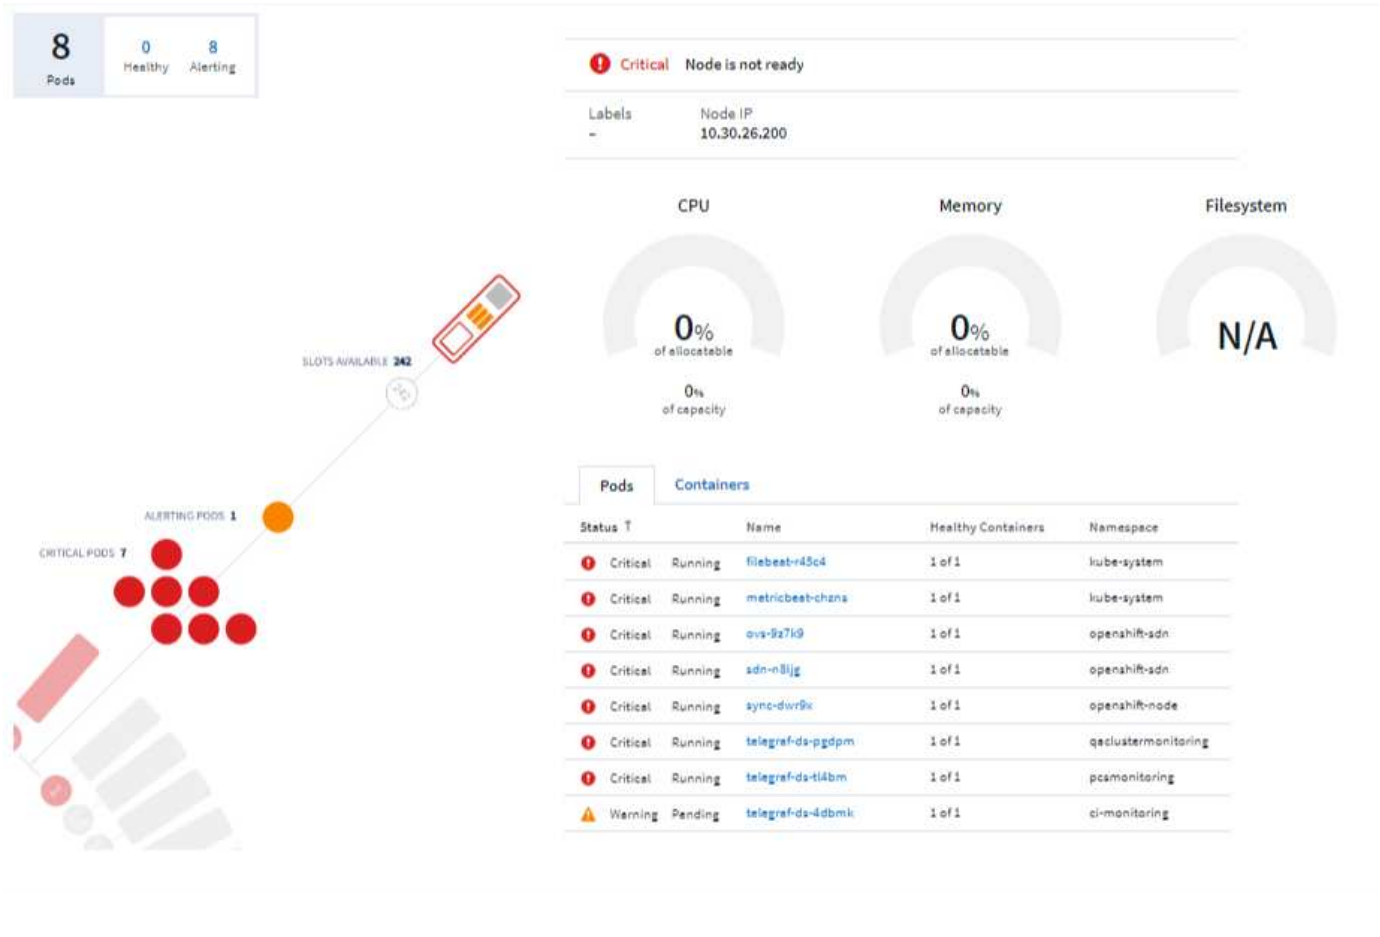 8
Pods
0
Healthy
8
Alerting
Critical Node is not ready
Labels Node IP
- 10.30.26.200
CPU Memory Filesystem
0% of allocatable
0% of capacity
0% of allocatable
0% of capacity
N/A
SLOTS AVAILABLE 242
ALERTING PODS 1
CRITICAL PODS 7
Pods Containers
Status ↑ Name Healthy Containers Namespace
Critical Running filebeat-r45c4 1 of 1 kube-system
Critical Running metricbeat-chzns 1 of 1 kube-system
Critical Running ovs-9z7k9 1 of 1 openshift-sdn
Critical Running sdn-n8ljg 1 of 1 openshift-sdn
Critical Running sync-dwr9x 1 of 1 openshift-node
Critical Running telegraf-ds-pgdpm 1 of 1 qaclustermonitoring
Critical Running telegraf-ds-tl4bm 1 of 1 pcsmonitoring
Warning Pending telegraf-ds-4dbmk 1 of 1 ci-monitoring